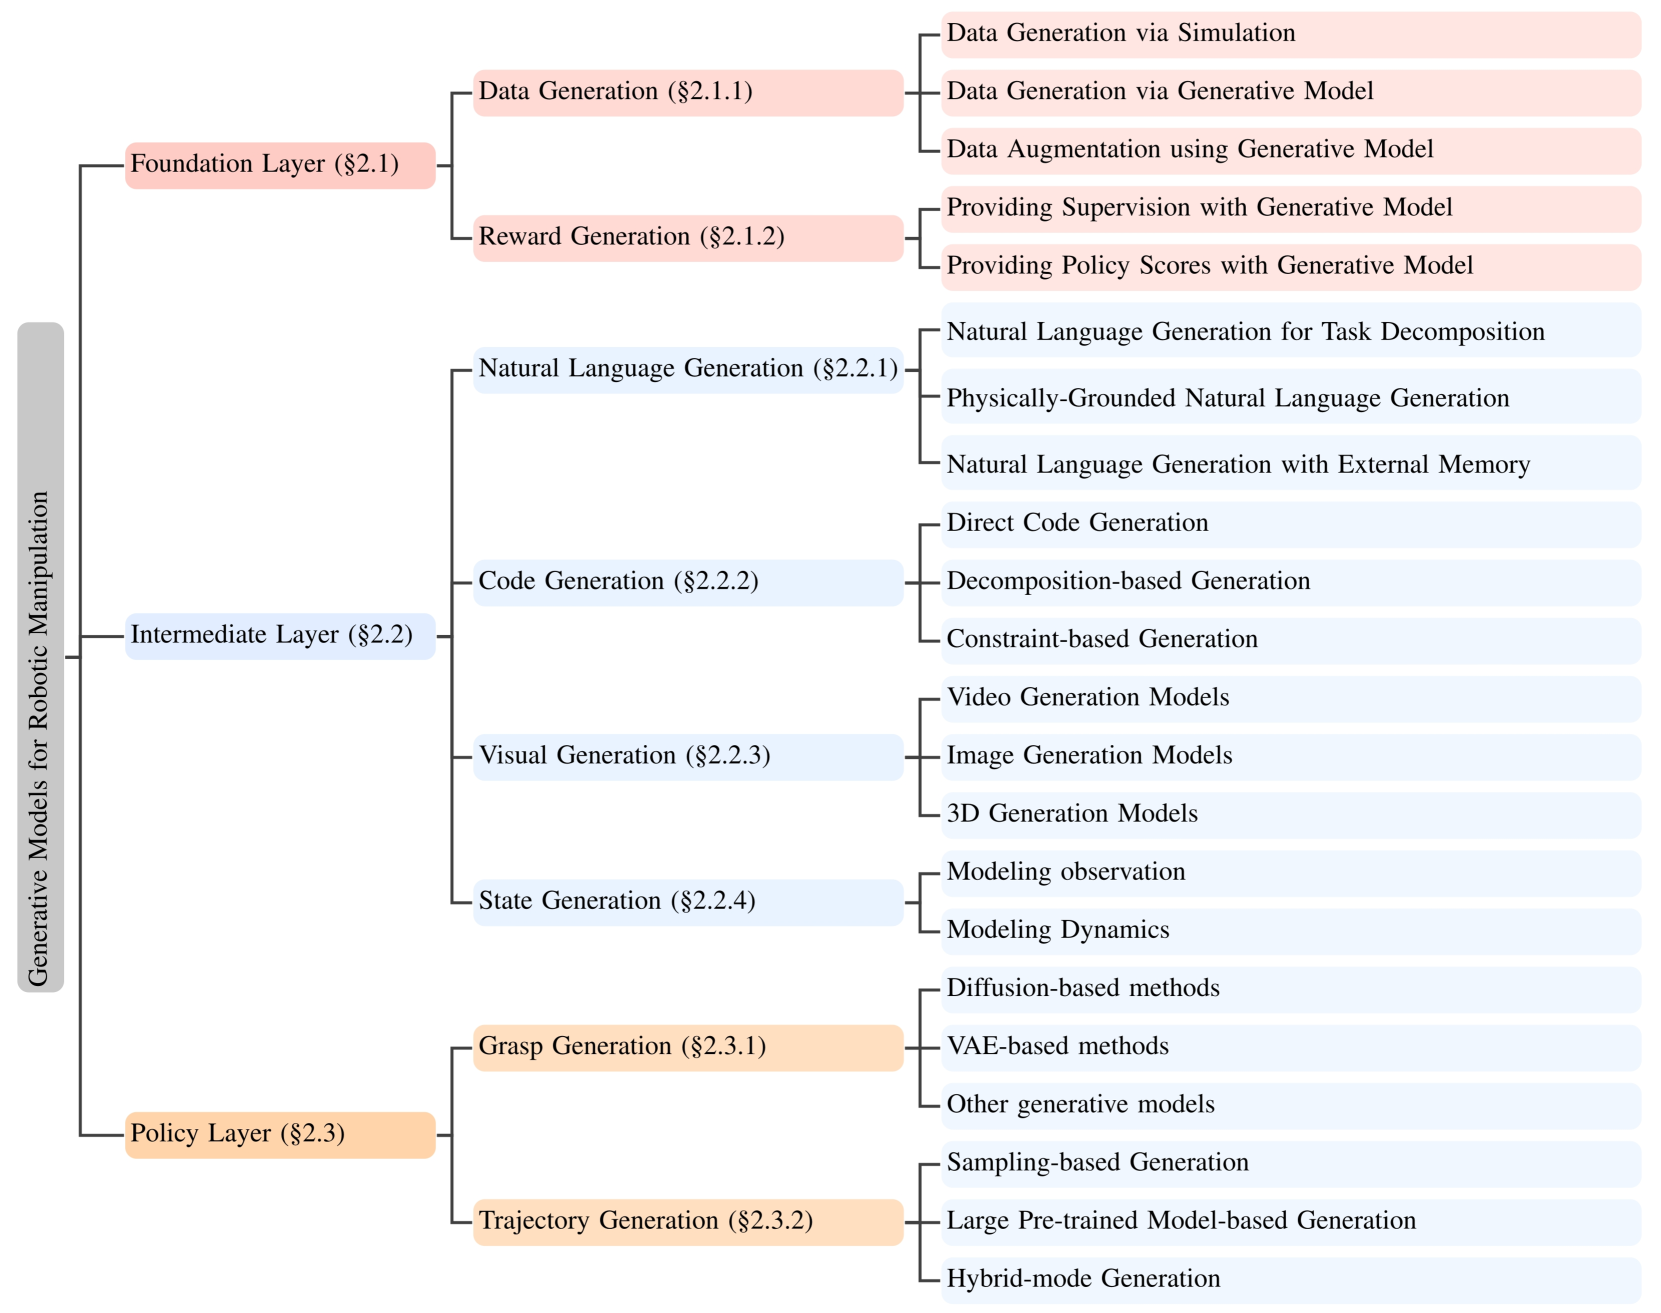 Generative Models for Robotic Manipulation
Foundation Layer (§2.1)
Data Generation (§2.1.1)
Data Generation via Simulation
Data Generation via Generative Model
Data Augmentation using Generative Model
Reward Generation (§2.1.2)
Providing Supervision with Generative Model
Providing Policy Scores with Generative Model
Intermediate Layer (§2.2)
Natural Language Generation (§2.2.1)
Natural Language Generation for Task Decomposition
Physically-Grounded Natural Language Generation
Natural Language Generation with External Memory
Code Generation (§2.2.2)
Direct Code Generation
Decomposition-based Generation
Constraint-based Generation
Visual Generation (§2.2.3)
Video Generation Models
Image Generation Models
3D Generation Models
State Generation (§2.2.4)
Modeling observation
Modeling Dynamics
Policy Layer (§2.3)
Grasp Generation (§2.3.1)
Diffusion-based methods
VAE-based methods
Other generative models
Trajectory Generation (§2.3.2)
Sampling-based Generation
Large Pre-trained Model-based Generation
Hybrid-mode Generation